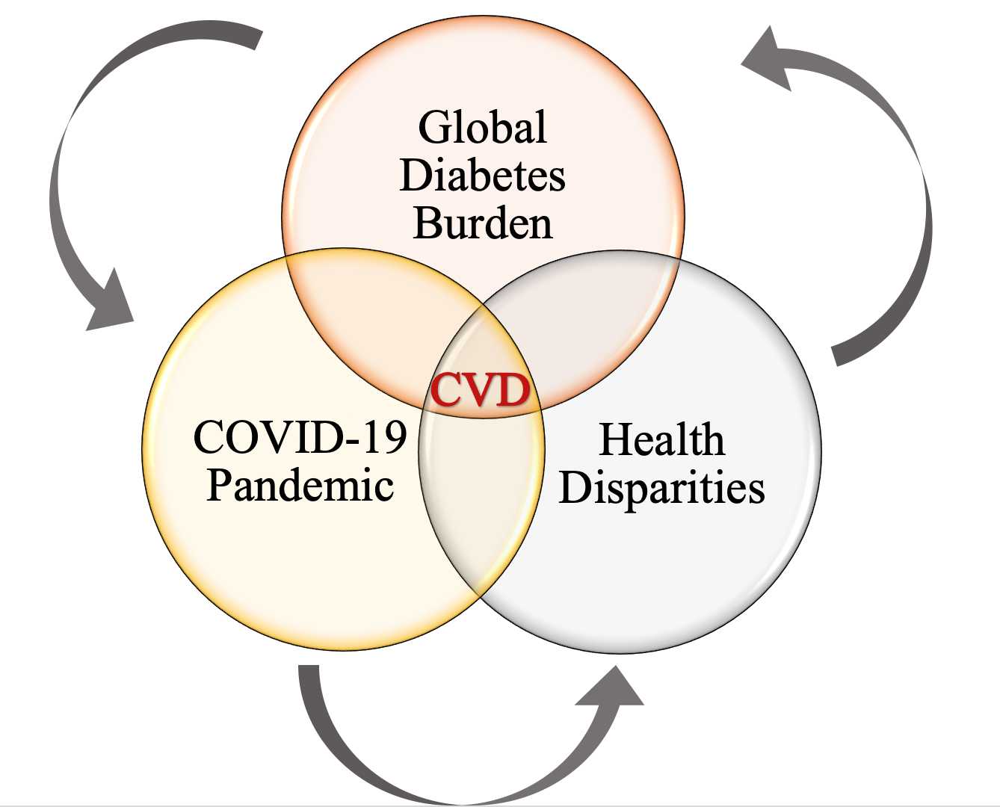 Global
Diabetes
Burden
CVD
COVID-19
Pandemic
Health
Disparities